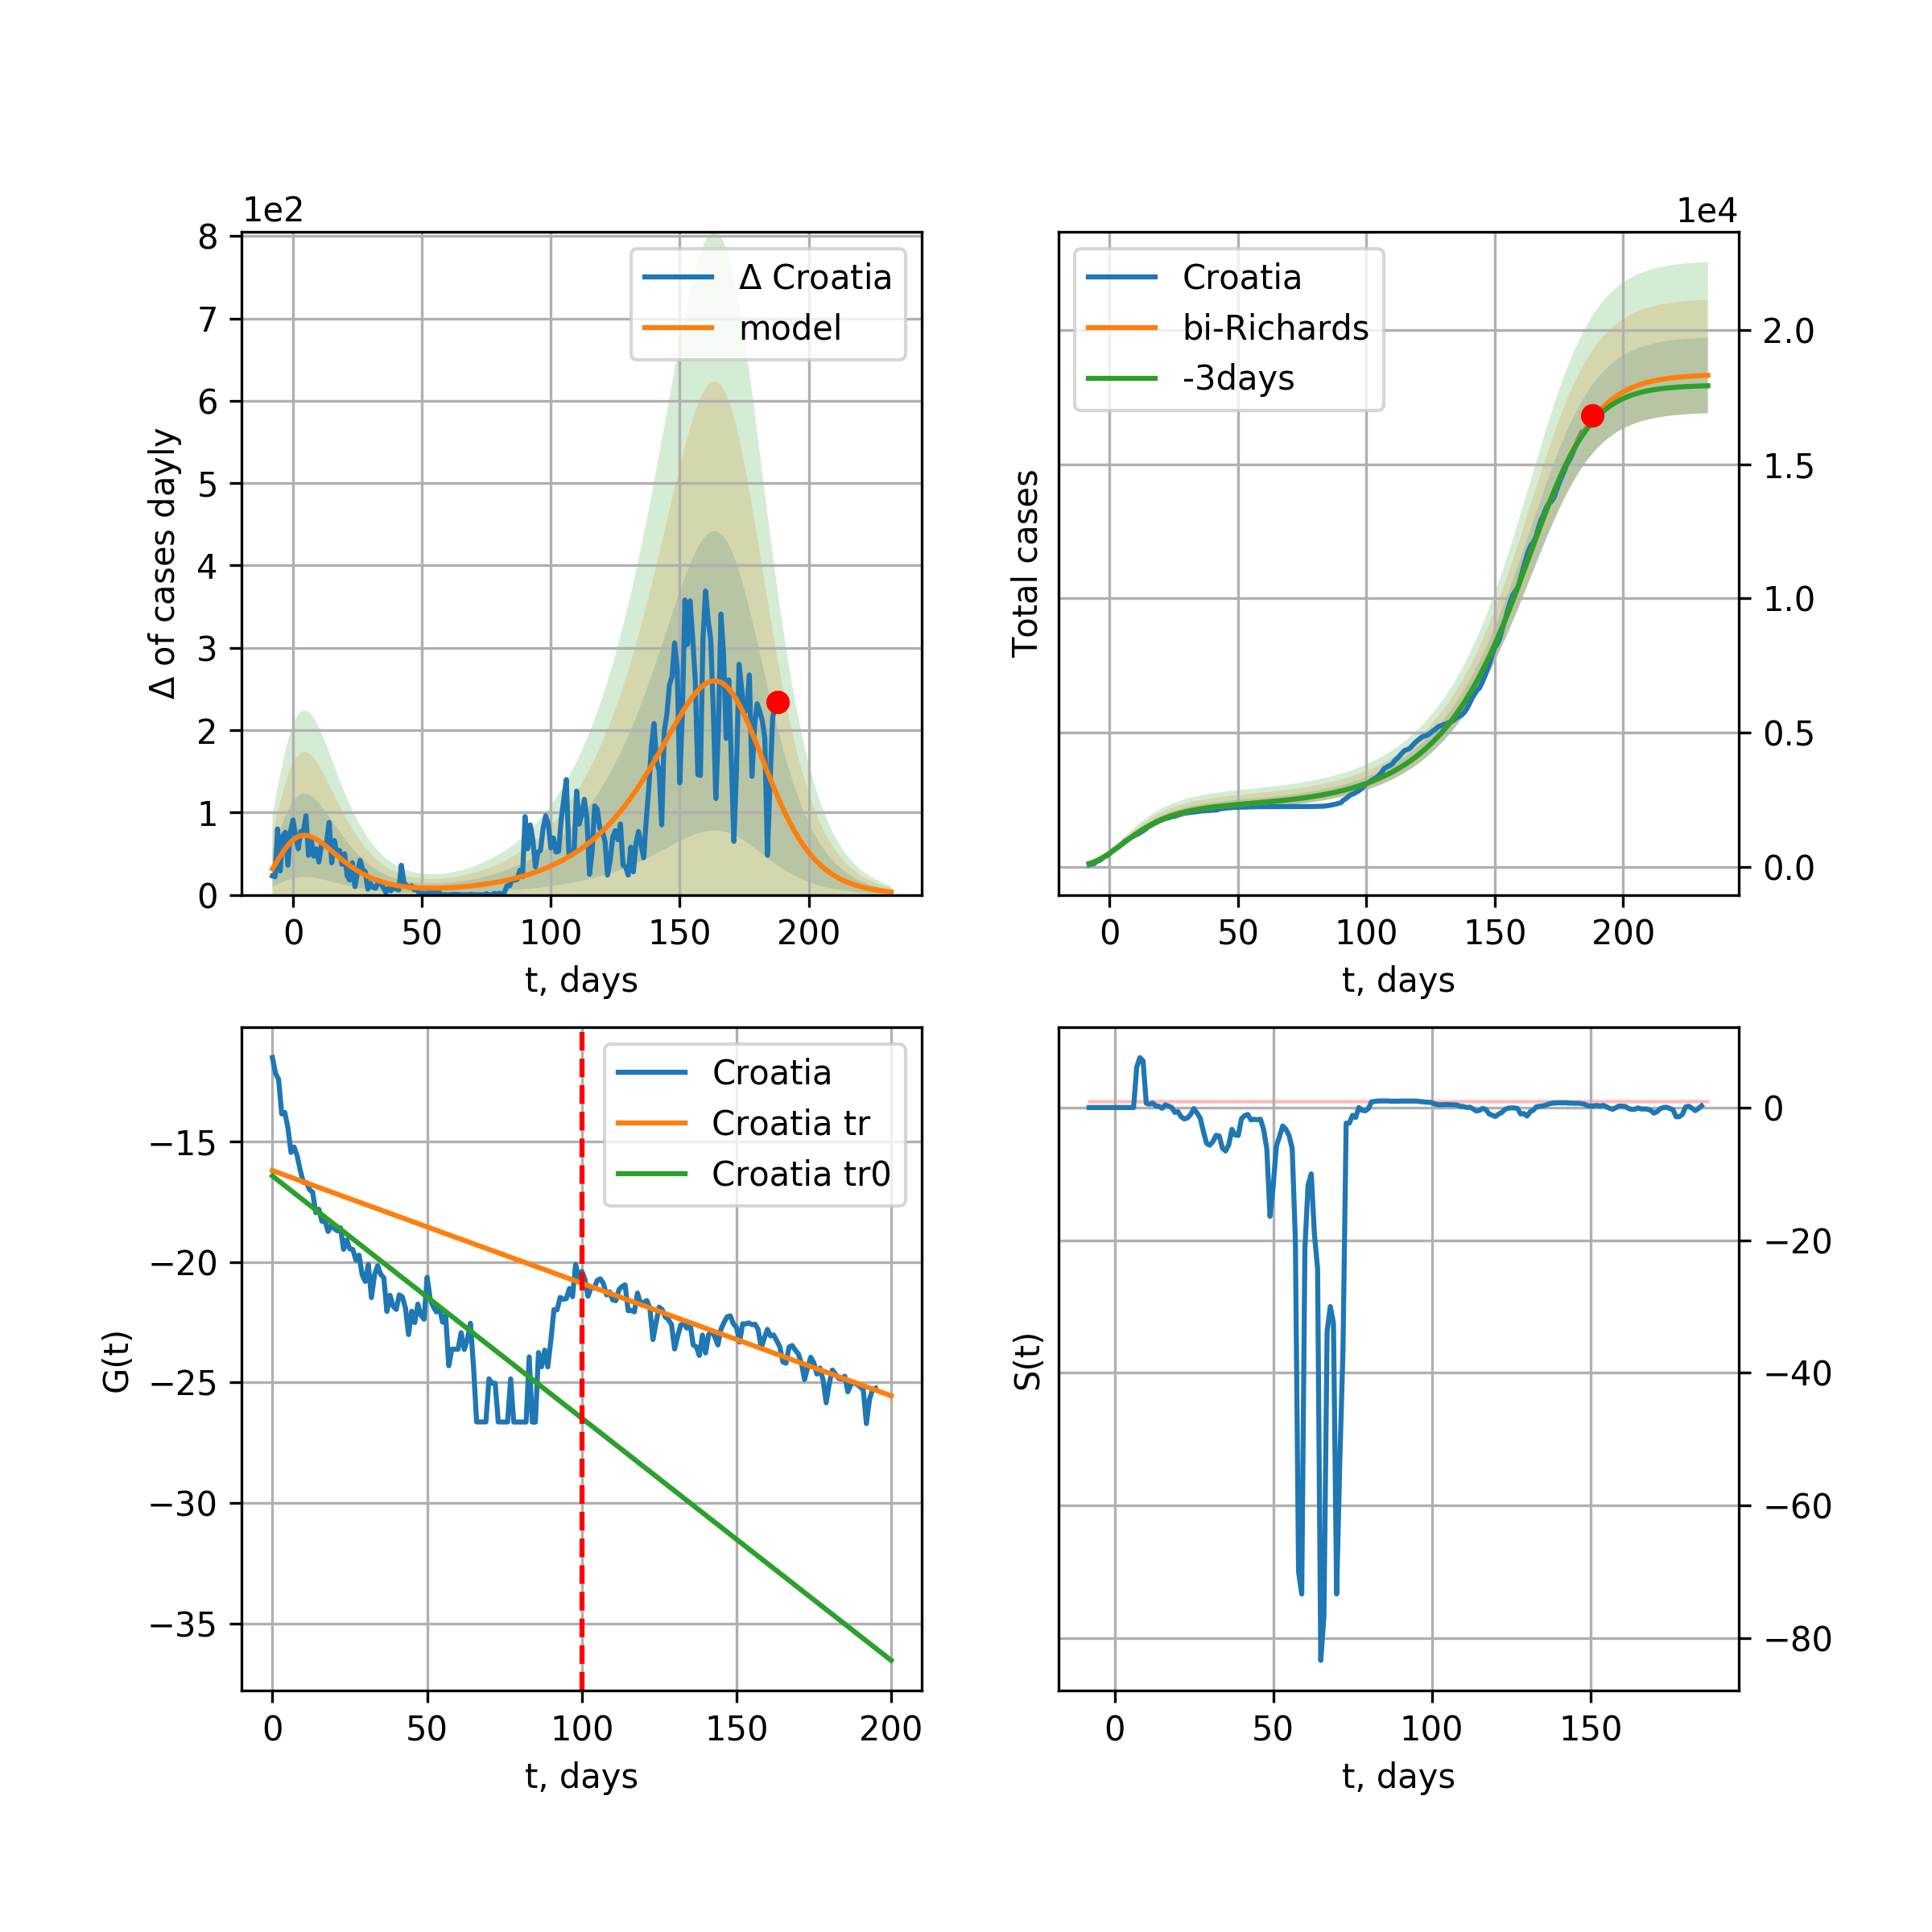 1e2
8
7
6
5
4
3
2
1
0
Δ of cases dayly
Δ Croatia
model
0 50 100 150 200
t, days
1e4
Total cases
Croatia
bi-Richards
-3days
2.0
1.5
1.0
0.5
0.0
0 50 100 150 200
t, days
G(t)
−15
−20
−25
−30
−35
Croatia
Croatia tr
Croatia tr0
0 50 100 150 200
t, days
S(t)
0
−20
−40
−60
−80
0 50 100 150
t, days